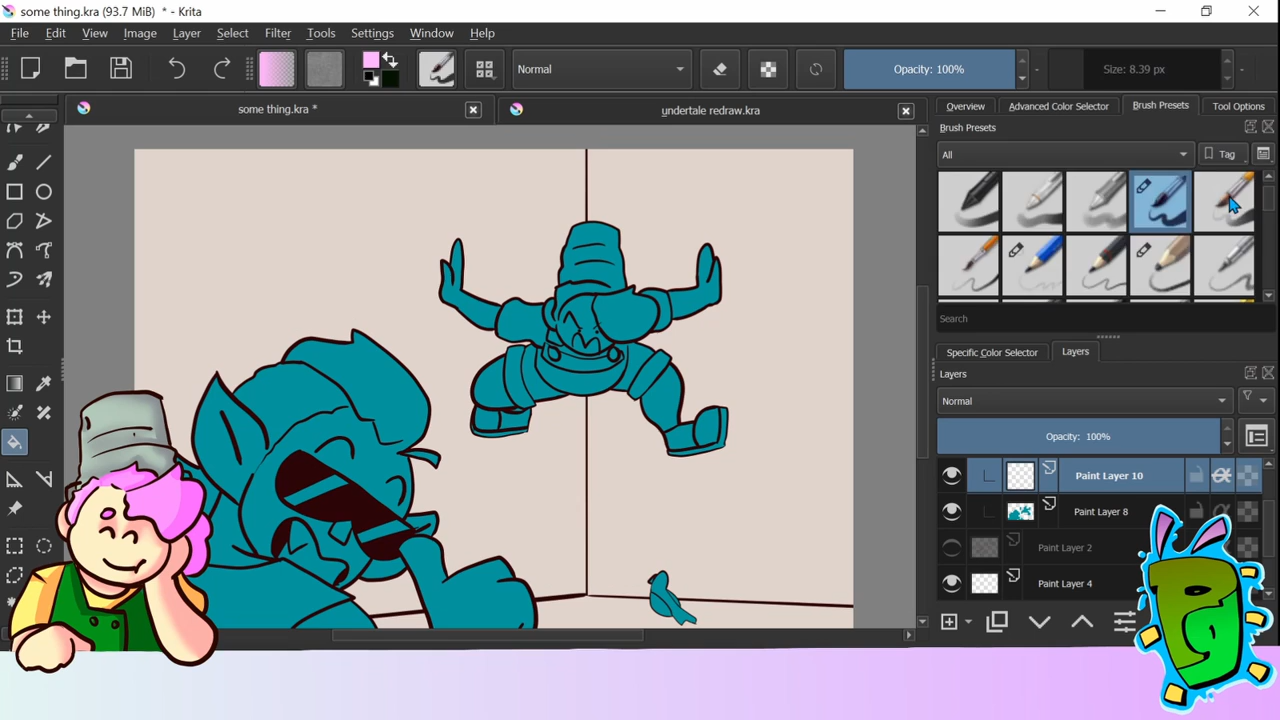 some thing.kra (93.7 MiB) * - Krita
File Edit View Image Layer Select Filter Tools Settings Window Help
Normal Opacity: 100% Size: 8.39 px
some thing.kra * undertale redraw.kra
Overview Advanced Color Selector Brush Presets Tool Options
Brush Presets
All Tag
Search
Specific Color Selector Layers
Layers
Normal
Opacity: 100%
Paint Layer 10
Paint Layer 8
Paint Layer 2
Paint Layer 4